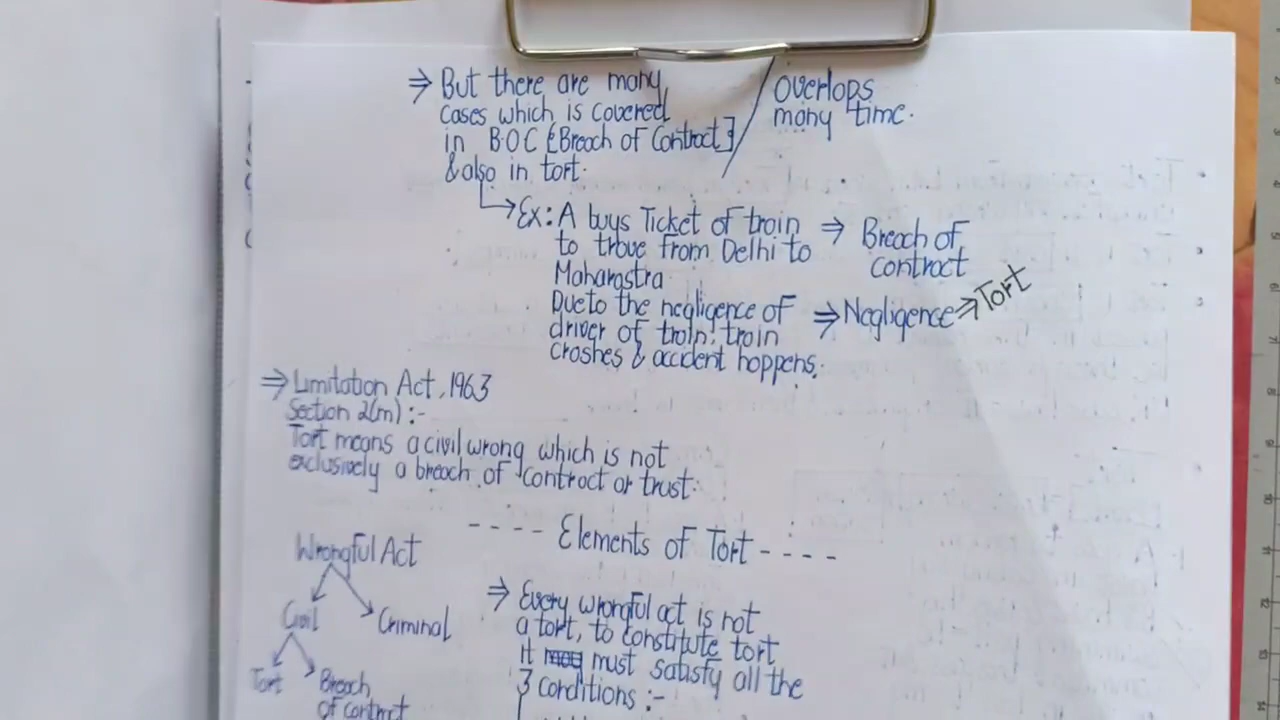 ⇒ But there are many
cases which is covered
in B.O.C [Breach of Contract]
& also in tort.
overlaps
many time.
→ Ex: A buys Ticket of train
to trave from Delhi to
Maharastra.
⇒ Breach of
contract
Due to the negligence of
driver of train, train
crashes & accident happens.
⇒ Negligence ⇒ Tort
⇒ Limitation Act, 1963
Section 2(m) :-
Tort means a civil wrong which is not
exclusively a breach of contract or trust.
---- Elements of Tort ----
Wrongful Act
Civil
Criminal
Tort
Breach
of contract
⇒ Every wrongful act is not
a tort, to constitute tort
it may must satisfy all the
3 conditions :-